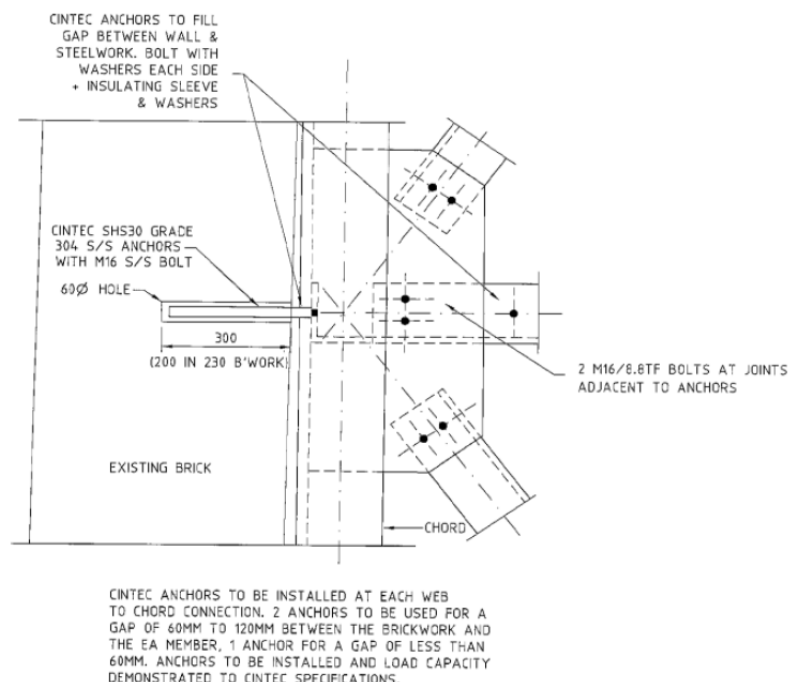 CINTEC ANCHORS TO FILL
GAP BETWEEN WALL &
STEELWORK. BOLT WITH
WASHERS EACH SIDE
+ INSULATING SLEEVE
& WASHERS
CINTEC SHS30 GRADE
304 S/S ANCHORS
WITH M16 S/S BOLT
60Ø HOLE
300
(200 IN 230 B'WORK)
2 M16/8.8TF BOLTS AT JOINTS
ADJACENT TO ANCHORS
EXISTING BRICK
CHORD
CINTEC ANCHORS TO BE INSTALLED AT EACH WEB
TO CHORD CONNECTION. 2 ANCHORS TO BE USED FOR A
GAP OF 60MM TO 120MM BETWEEN THE BRICKWORK AND
THE EA MEMBER, 1 ANCHOR FOR A GAP OF LESS THAN
60MM. ANCHORS TO BE INSTALLED AND LOAD CAPACITY
DEMONSTRATED TO CINTEC SPECIFICATIONS